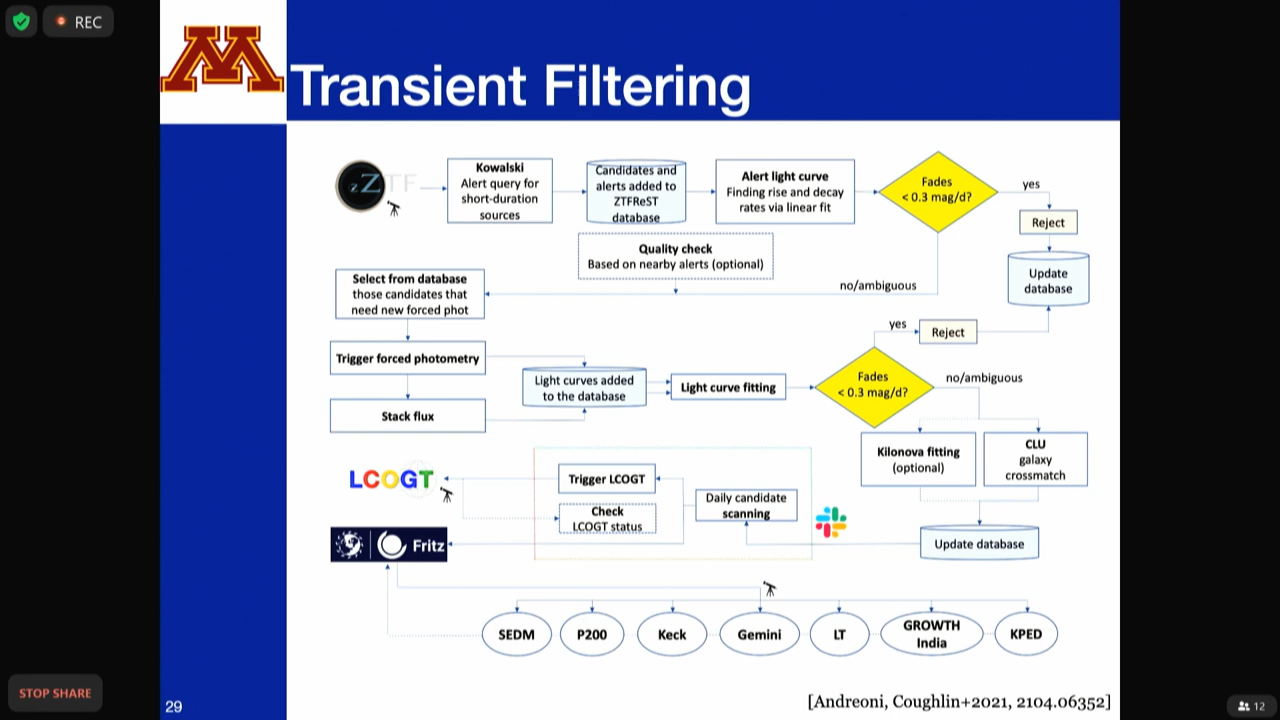 REC
M
Transient Filtering
ZTF
Kowalski
Alert query for
short-duration
sources
Candidates and
alerts added to
ZTFReST
database
Alert light curve
Finding rise and decay
rates via linear fit
Fades
< 0.3 mag/d?
yes
Reject
Update
database
Quality check
Based on nearby alerts (optional)
no/ambiguous
Select from database
those candidates that
need new forced phot
Trigger forced photometry
Stack flux
Light curves added
to the database
Light curve fitting
Fades
< 0.3 mag/d?
yes
Reject
no/ambiguous
Kilonova fitting
(optional)
CLU
galaxy
crossmatch
Update database
Daily candidate
scanning
Trigger LCOGT
Check
LCOGT status
LCOGT
Fritz
SEDM
P200
Keck
Gemini
LT
GROWTH
India
KPED
[Andreoni, Coughlin+2021, 2104.06352]
STOP SHARE
29
12